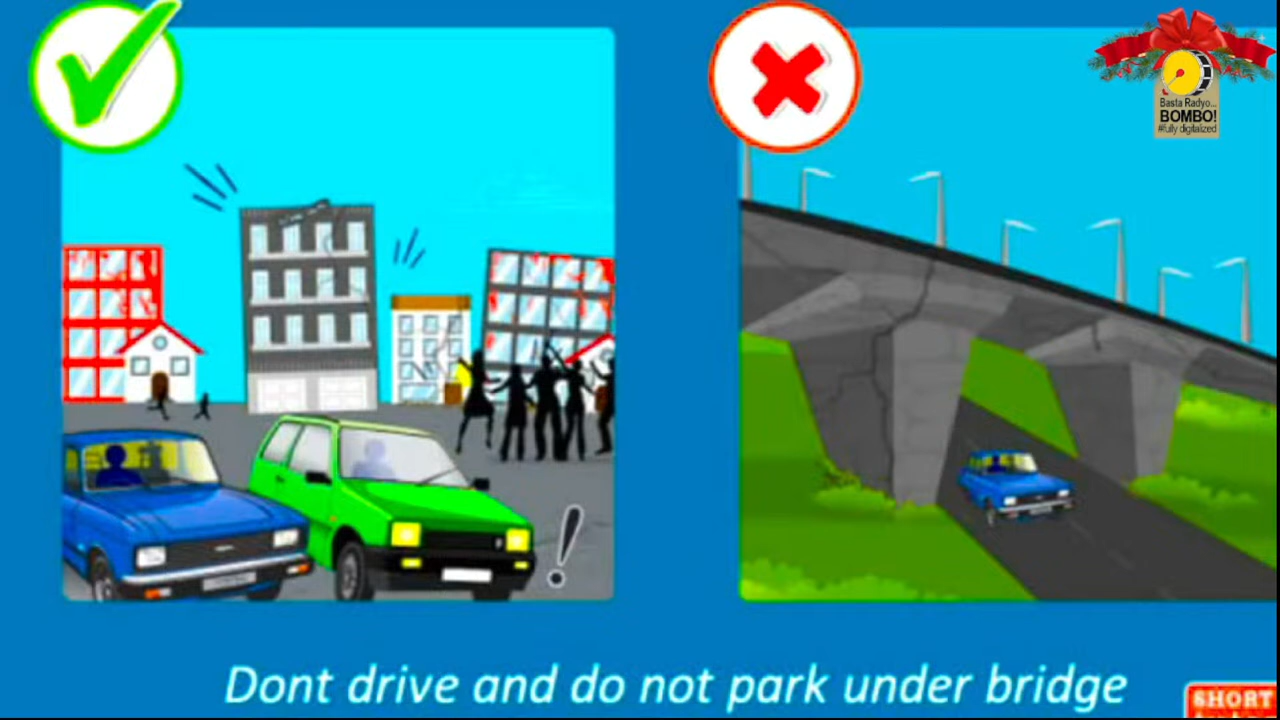 Basta Radyo...
BOMBO!
#fully digitalized
Dont drive and do not park under bridge
SHORT